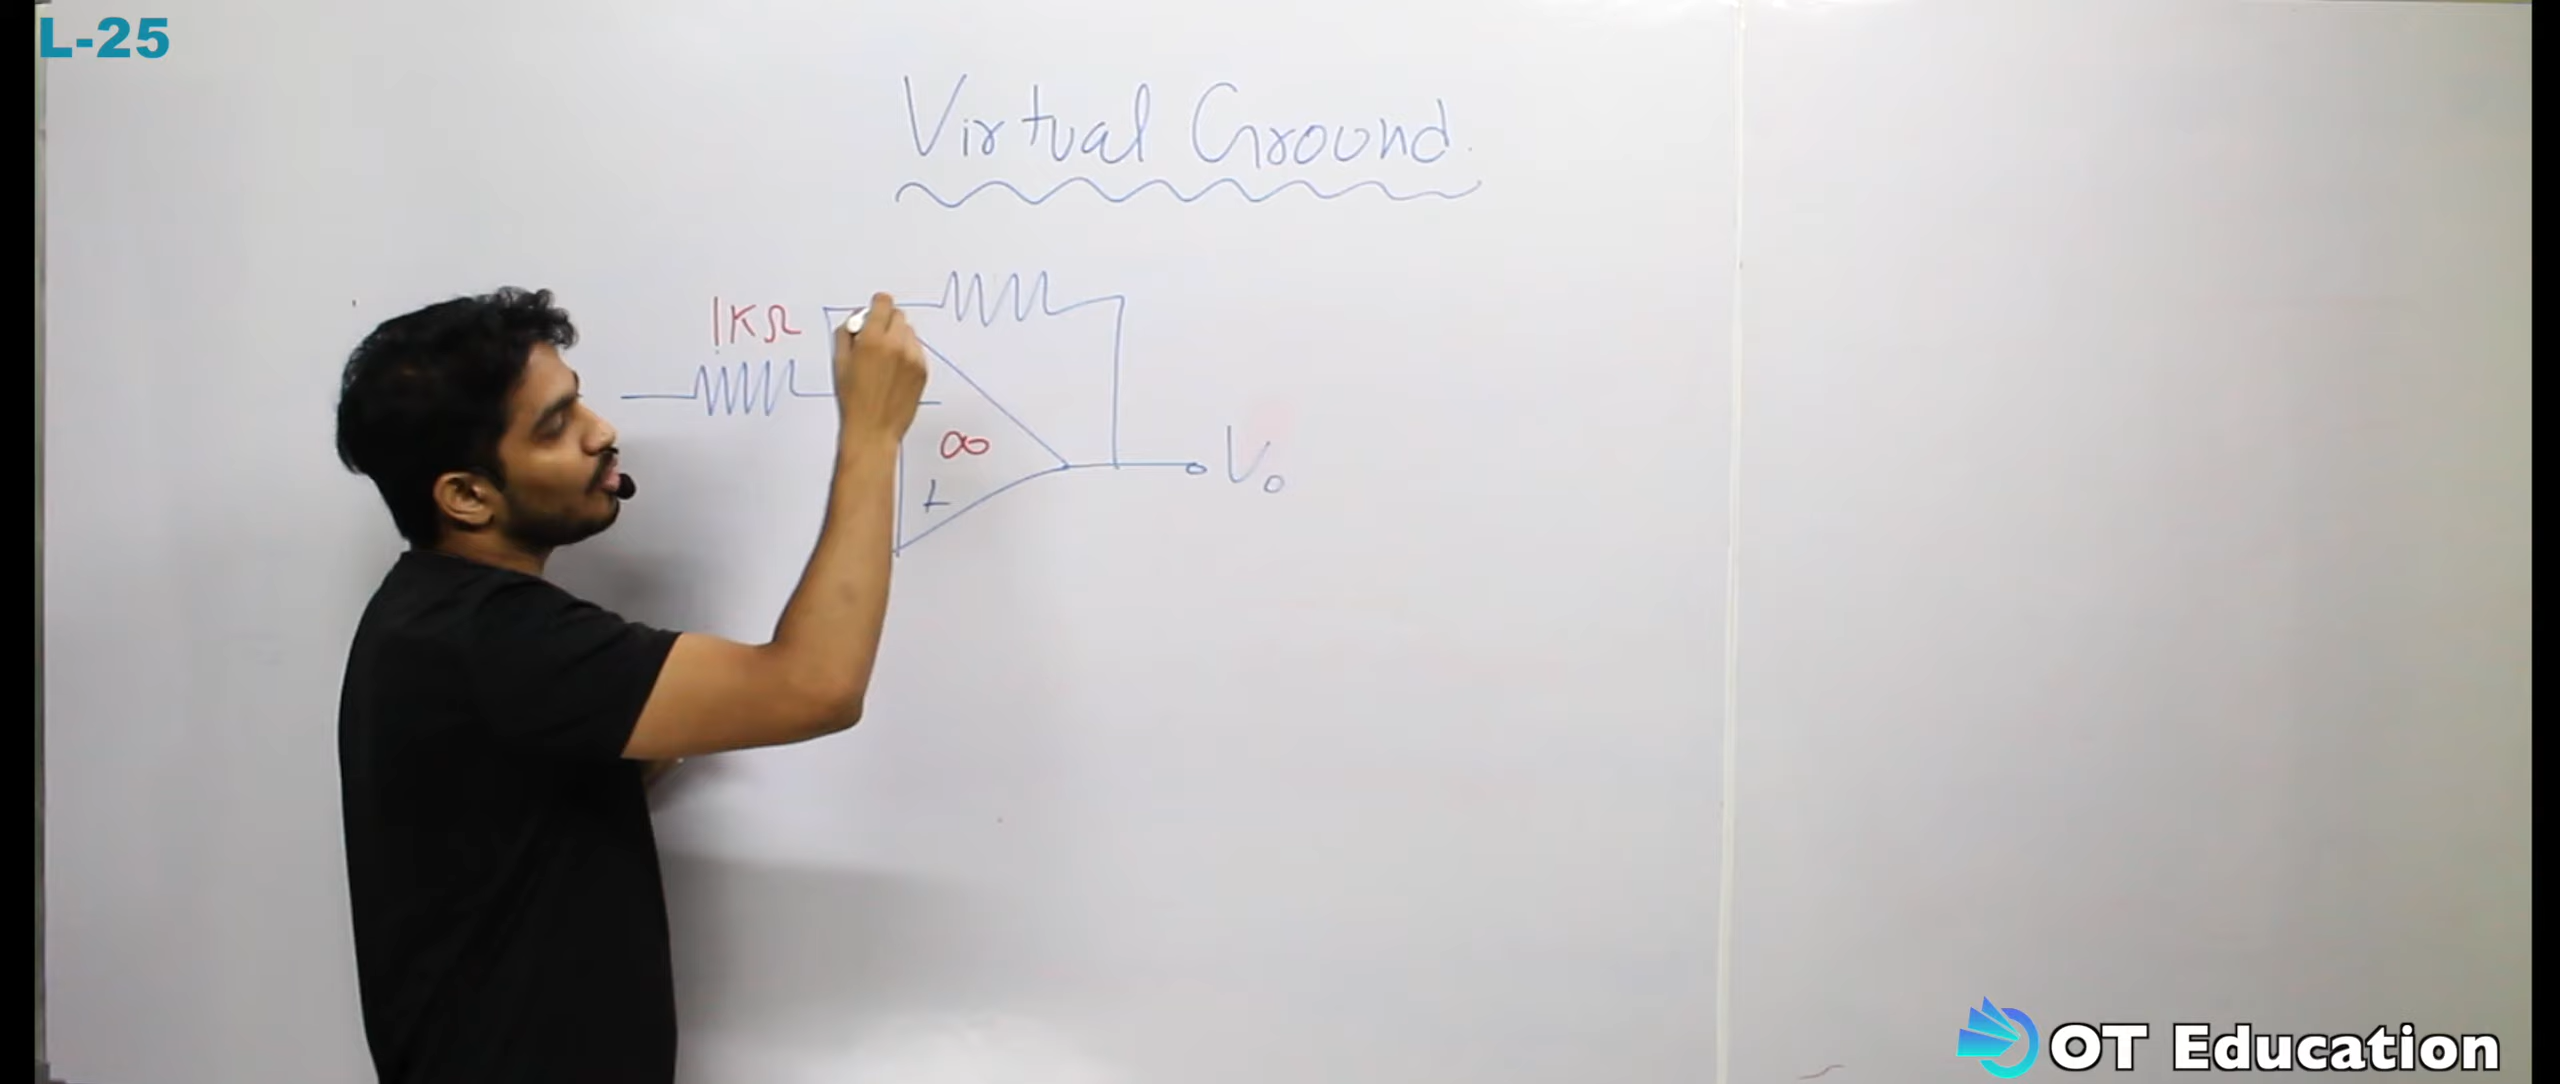 L-25
Virtual Ground.
1KΩ
-
∞
+
Vo
OT Education